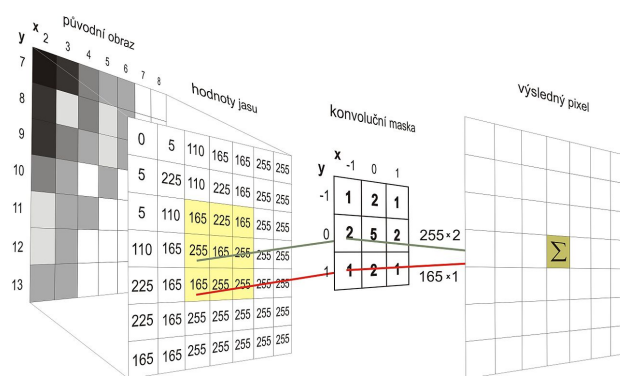 původní obraz
y x 2 3 4 5 6 7 8
7
8
9
10
11
12
13
hodnoty jasu
0 5 110 165 165 255 255
5 225 110 225 165 255 255
5 110 165 225 165
110 165 255 165 255 255 255
225 165 165 255 255 255 255
225 165 255 255 255 255 255
165 165 255 255 255 255 255
konvoluční maska
y x -1 0 1
-1 1 2 1
0 2 5 2
1 1 2 1
255×2
165×1
výsledný pixel
Σ